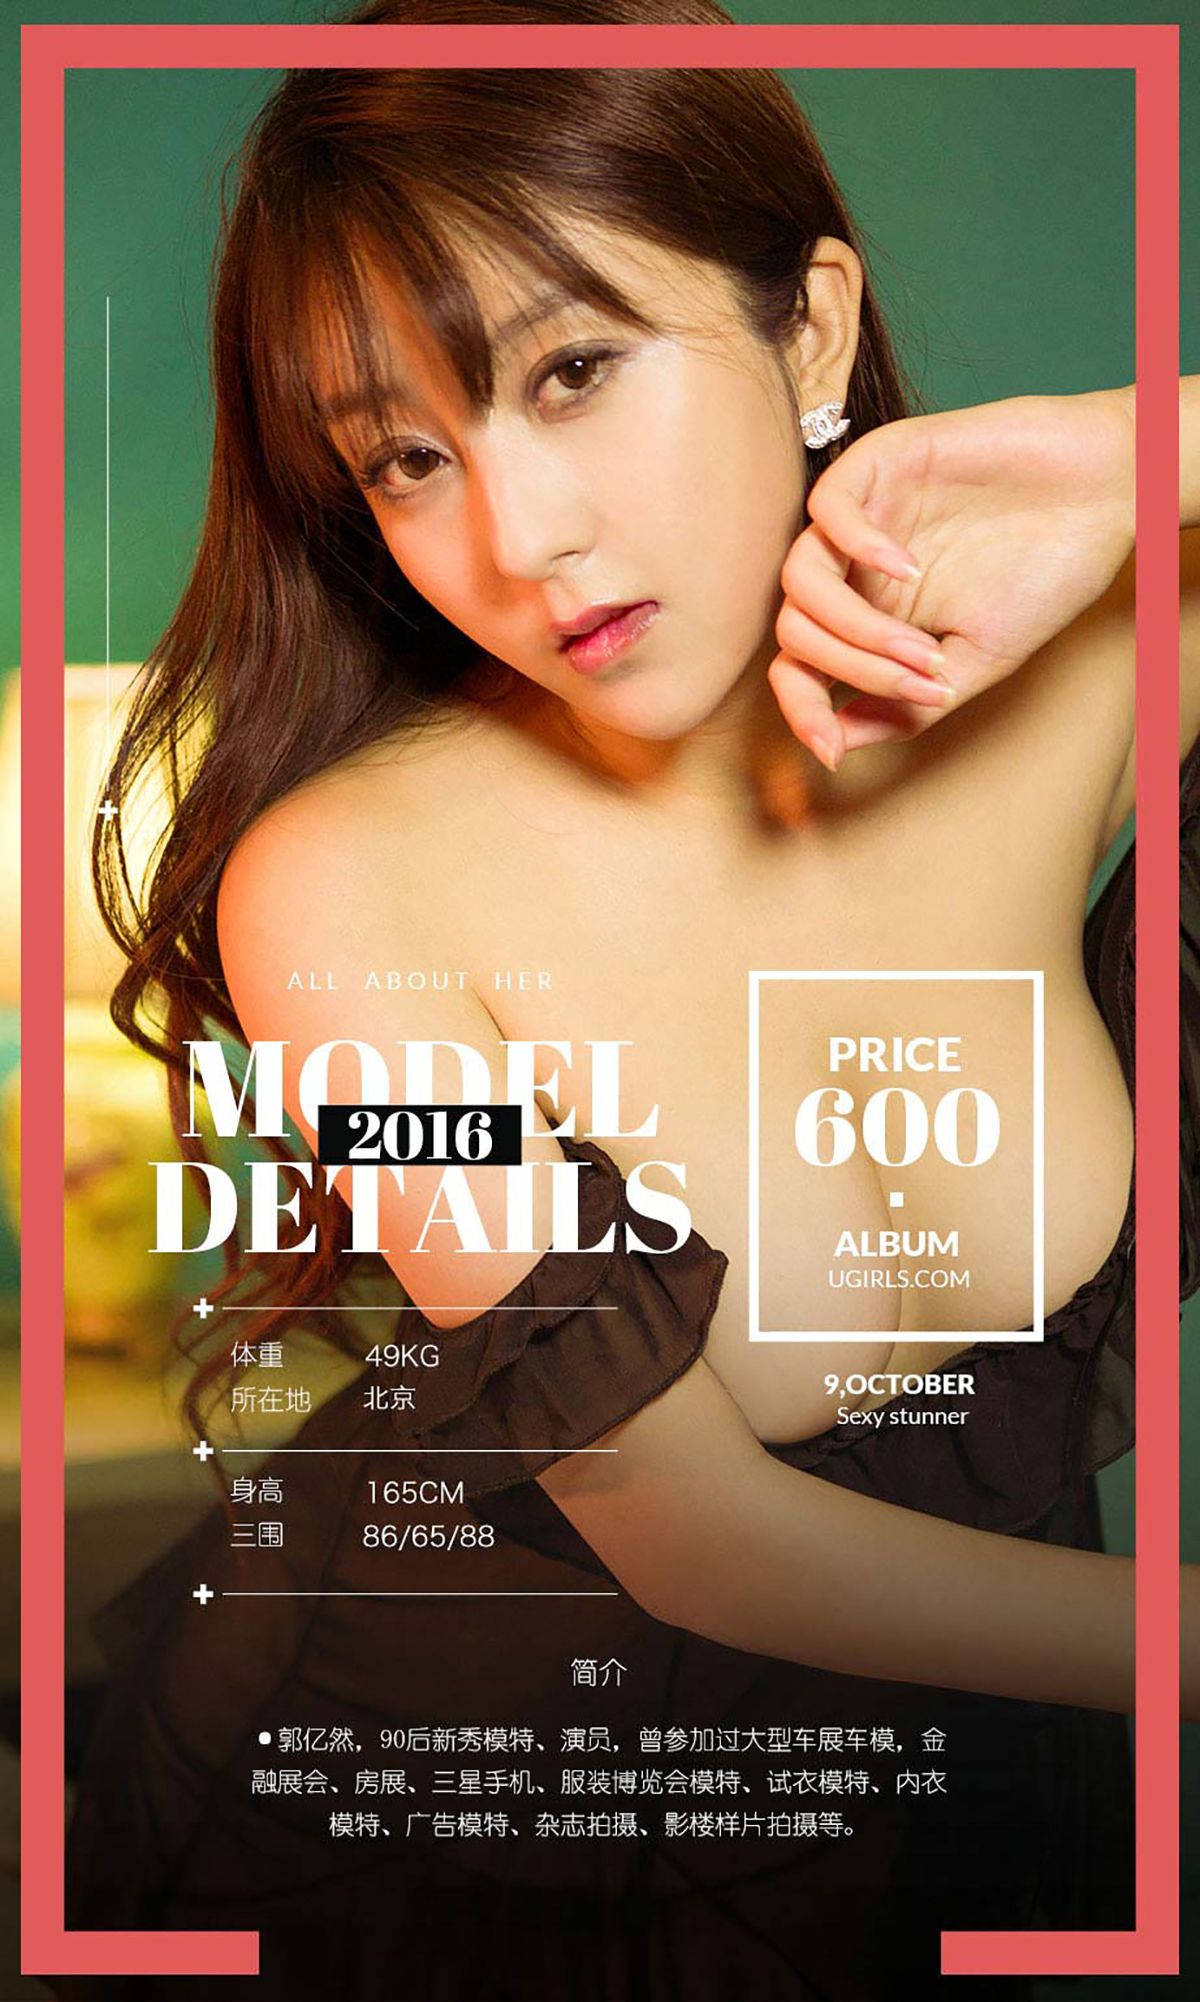 ALL ABOUT HER
MODEL
2016
DETAILS
体重 49KG
所在地 北京
身高 165CM
三围 86/65/88
PRICE
600
ALBUM
UGIRLS.COM
9,OCTOBER
Sexy stunner
简介
●郭亿然，90后新秀模特、演员，曾参加过大型车展车模，金
融展会、房展、三星手机、服装博览会模特、试衣模特、内衣
模特、广告模特、杂志拍摄、影楼样片拍摄等。